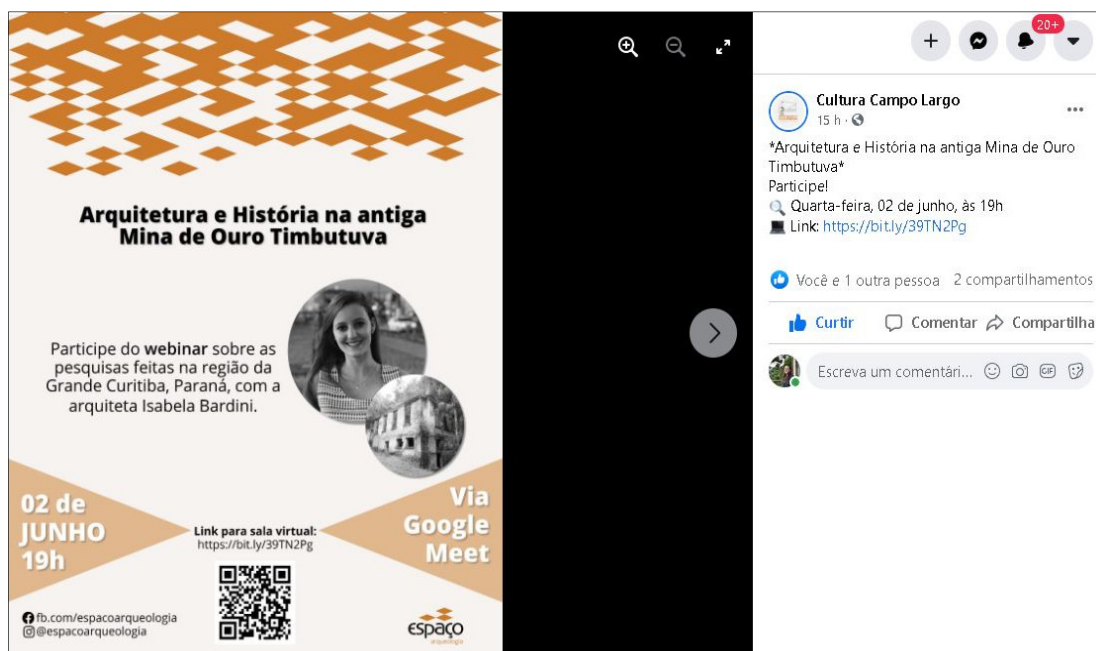 Arquitetura e História na antiga
Mina de Ouro Timbutuva
Participe do webinar sobre as
pesquisas feitas na região da
Grande Curitiba, Paraná, com a
arquiteta Isabela Bardini.
02 de
JUNHO
19h
Link para sala virtual:
https://bit.ly/39TN2Pg
Via
Google
Meet
fb.com/espacoarqueologia
@espacoarqueologia
espaço
arqueologia
20+
Cultura Campo Largo
15 h ·
*Arquitetura e História na antiga Mina de Ouro
Timbutuva*
Participe!
Quarta-feira, 02 de junho, às 19h
Link: https://bit.ly/39TN2Pg
Você e 1 outra pessoa 2 compartilhamentos
Curtir Comentar Compartilha
Escreva um comentári... GIF